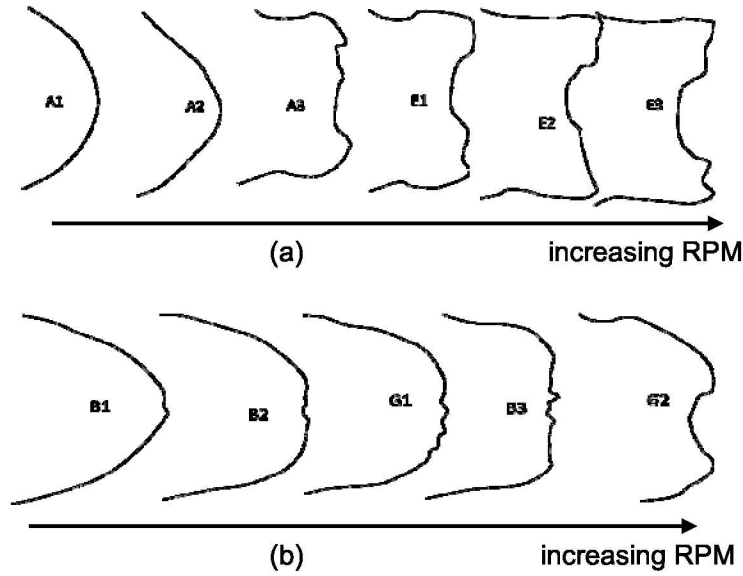 A1 A2 A3 E1 E2 E3
(a) increasing RPM
B1 B2 G1 B3 G2
(b) increasing RPM